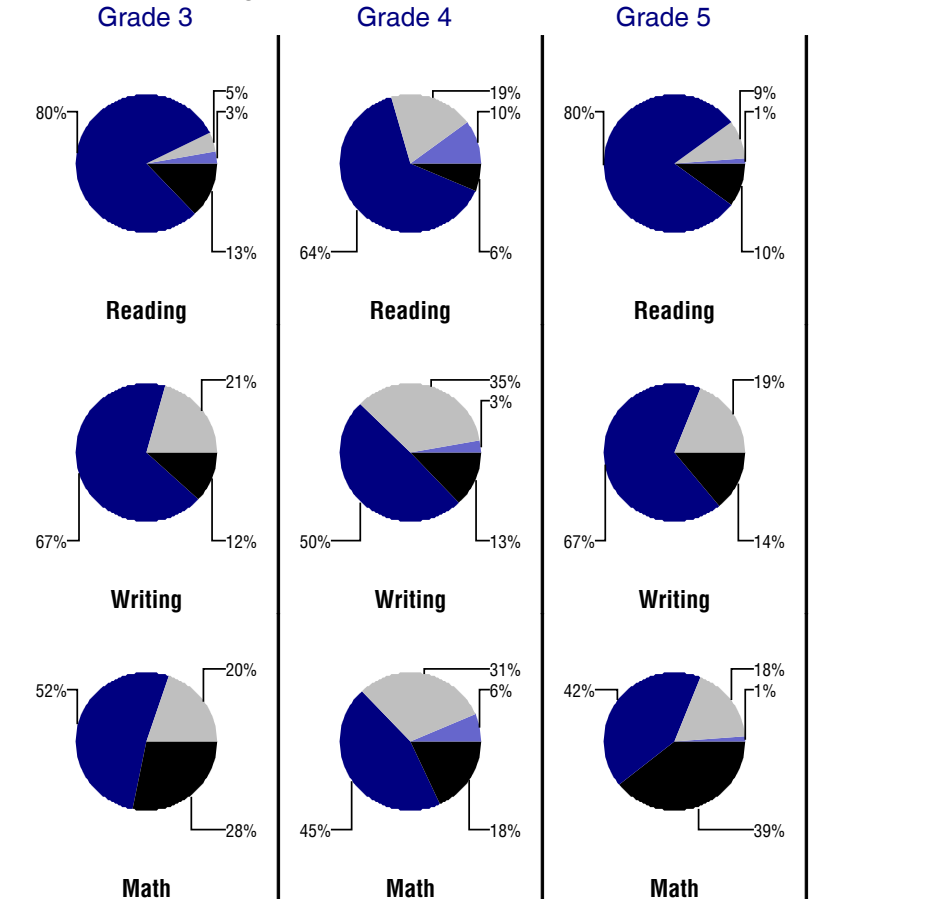 Grade 3 Grade 4 Grade 5
5% 19% 9%
80% 3% 10% 80% 1%
13% 64% 6% 10%
Reading Reading Reading
21% 35% 19%
3%
67% 12% 50% 13% 67% 14%
Writing Writing Writing
20% 31% 18%
52% 6% 42% 1%
28% 45% 18% 39%
Math Math Math